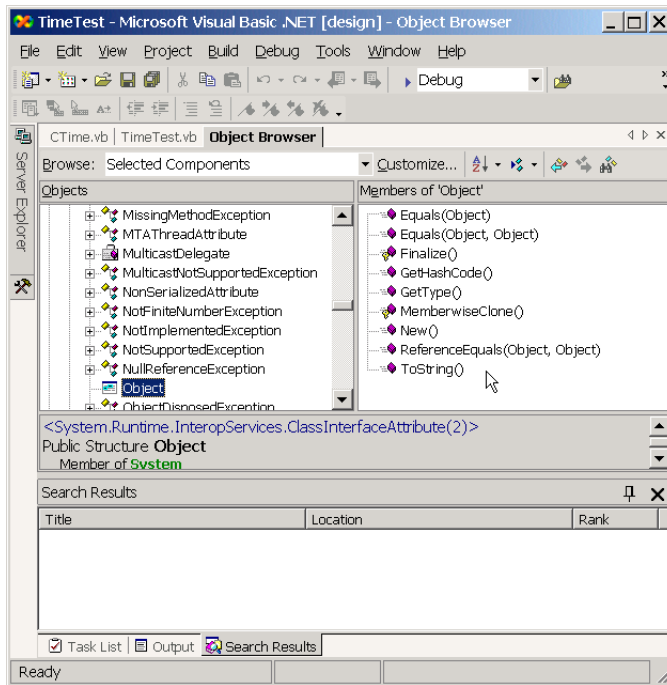 TimeTest - Microsoft Visual Basic .NET [design] - Object Browser
File Edit View Project Build Debug Tools Window Help
Debug
CTime.vb TimeTest.vb Object Browser
Server Explorer
Browse: Selected Components Customize...
Objects
MissingMethodException
MTAThreadAttribute
MulticastDelegate
MulticastNotSupportedException
NonSerializedAttribute
NotFiniteNumberException
NotImplementedException
NotSupportedException
NullReferenceException
Object
ObjectDisposedException
Members of 'Object'
Equals(Object)
Equals(Object, Object)
Finalize()
GetHashCode()
GetType()
MemberwiseClone()
New()
ReferenceEquals(Object, Object)
ToString()
<System.Runtime.InteropServices.ClassInterfaceAttribute(2)>
Public Structure Object
Member of System
Search Results
Title Location Rank
Task List Output Search Results
Ready